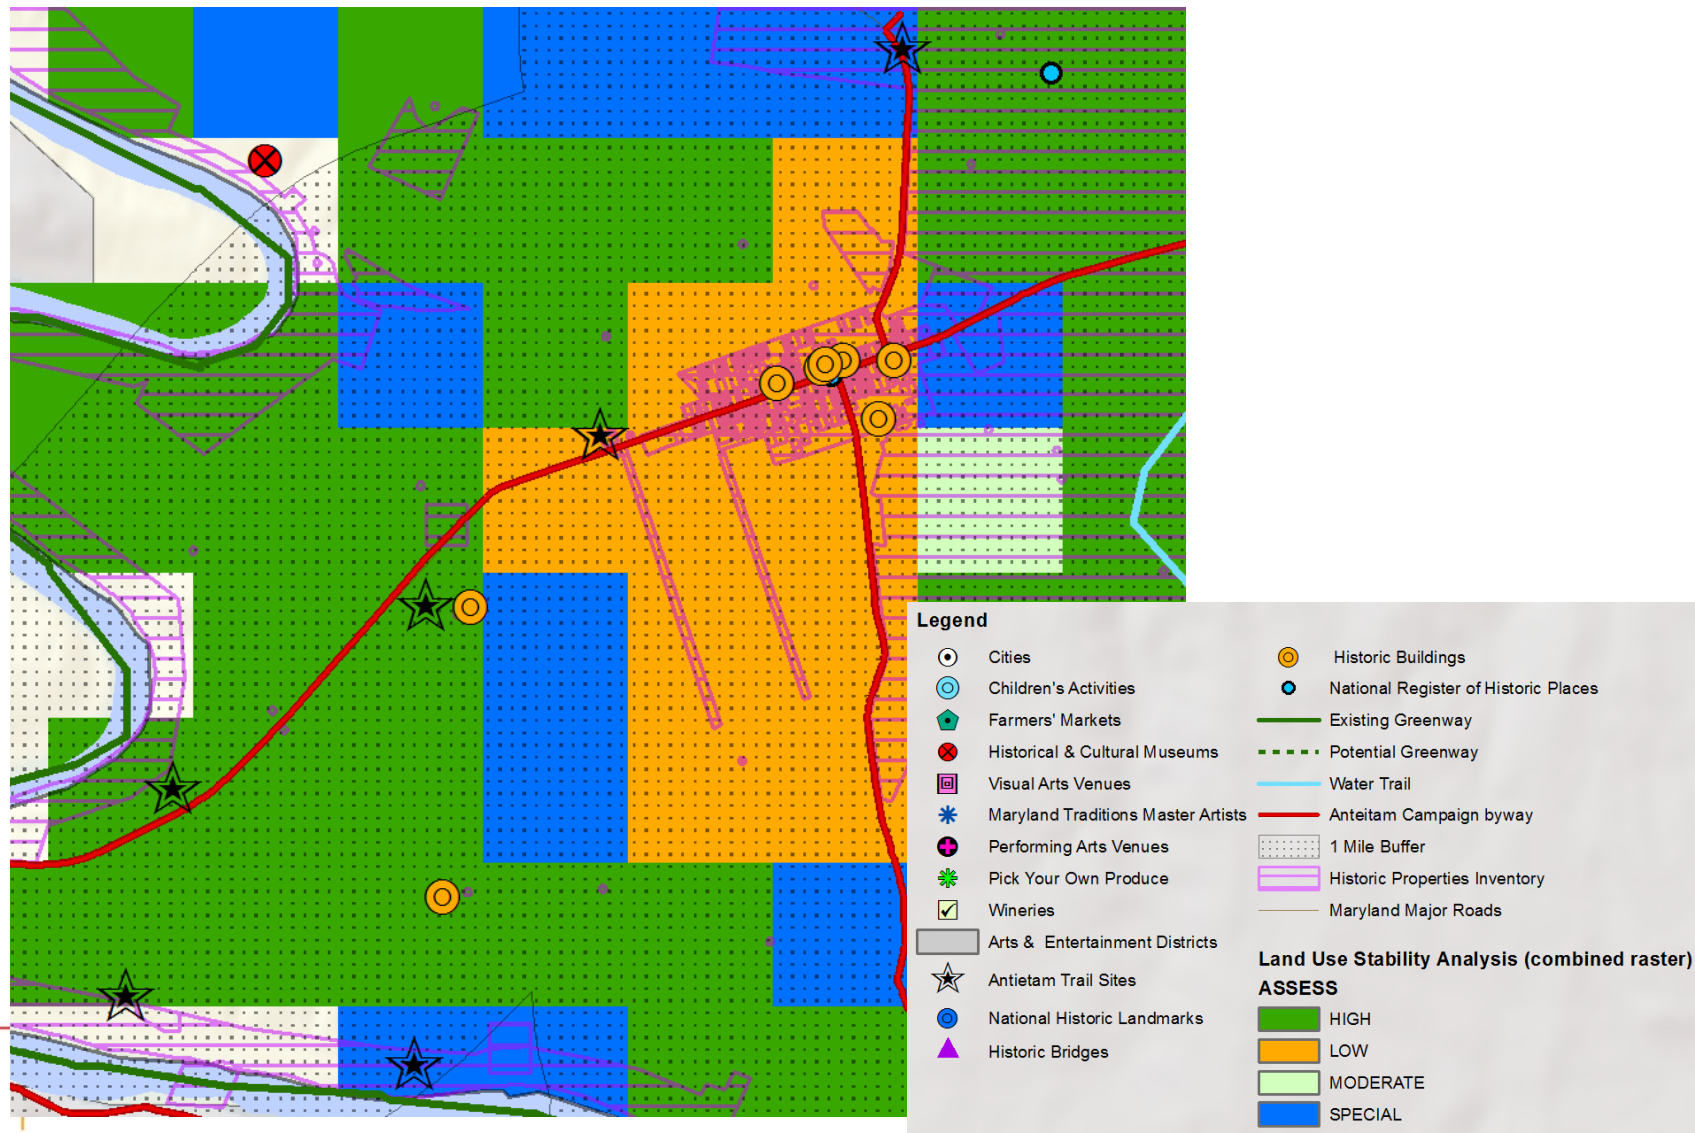 Legend
Cities
Children's Activities
Farmers' Markets
Historical & Cultural Museums
Visual Arts Venues
Maryland Traditions Master Artists
Performing Arts Venues
Pick Your Own Produce
Wineries
Arts & Entertainment Districts
Antietam Trail Sites
National Historic Landmarks
Historic Bridges
Historic Buildings
National Register of Historic Places
Existing Greenway
Potential Greenway
Water Trail
Anteitam Campaign byway
1 Mile Buffer
Historic Properties Inventory
Maryland Major Roads
Land Use Stability Analysis (combined raster)
ASSESS
HIGH
LOW
MODERATE
SPECIAL